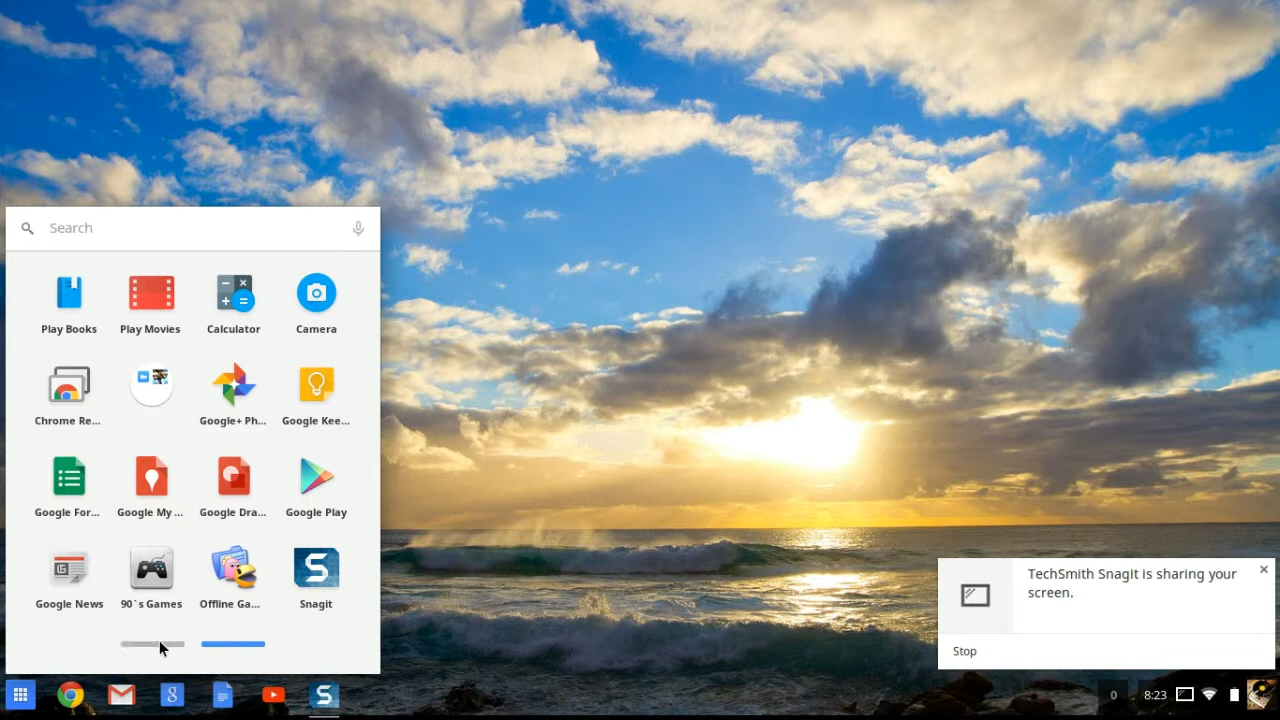 Search
Play Books
Play Movies
Calculator
Camera
Chrome Re...
Google+ Ph...
Google Kee...
Google For...
Google My ...
Google Dra...
Google Play
Google News
90`s Games
Offline Ga...
Snagit
TechSmith SnagIt is sharing your
screen.
Stop
0
8:23